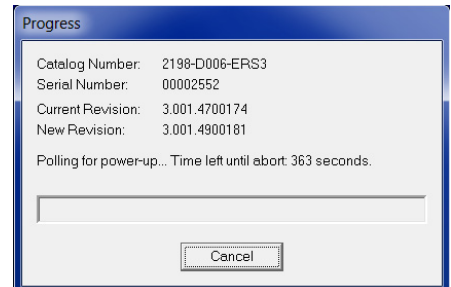 Progress
Catalog Number: 2198-D006-ERS3
Serial Number: 00002552
Current Revision: 3.001.4700174
New Revision: 3.001.4900181
Polling for power-up... Time left until abort: 363 seconds.
Cancel